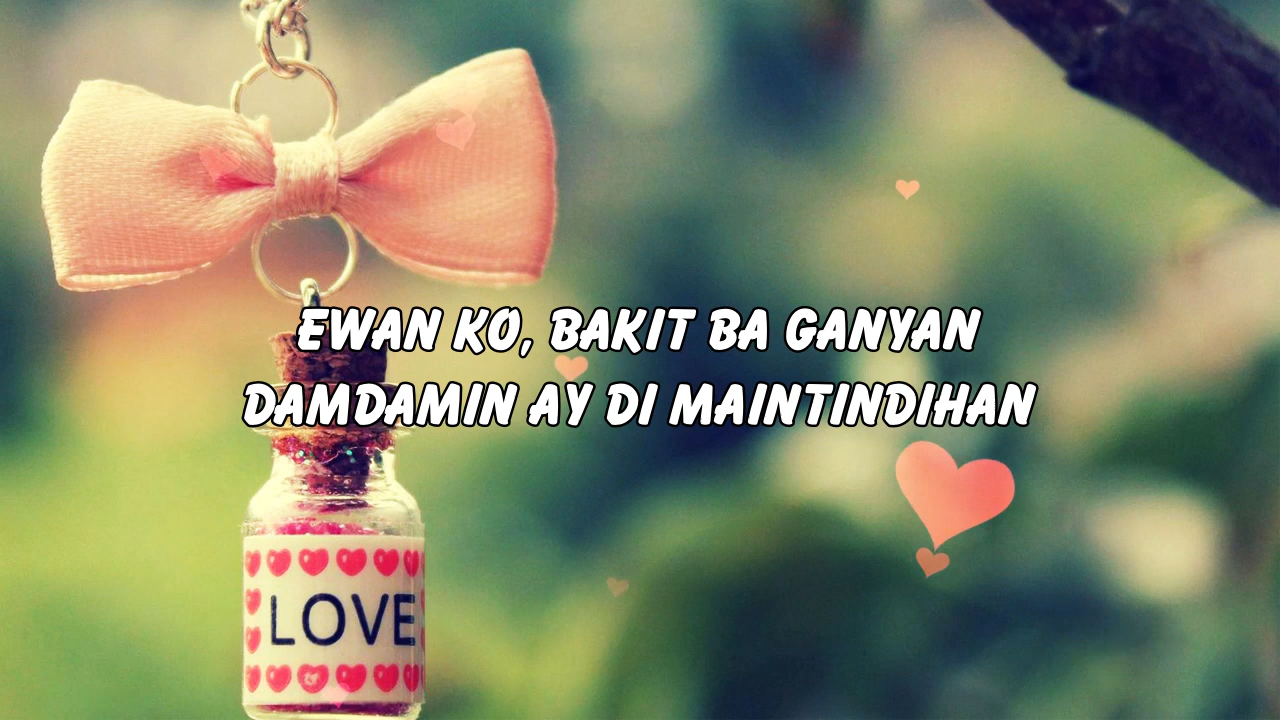 EWAN KO, BAKIT BA GANYAN
DAMDAMIN AY DI MAINTINDIHAN
LOVE